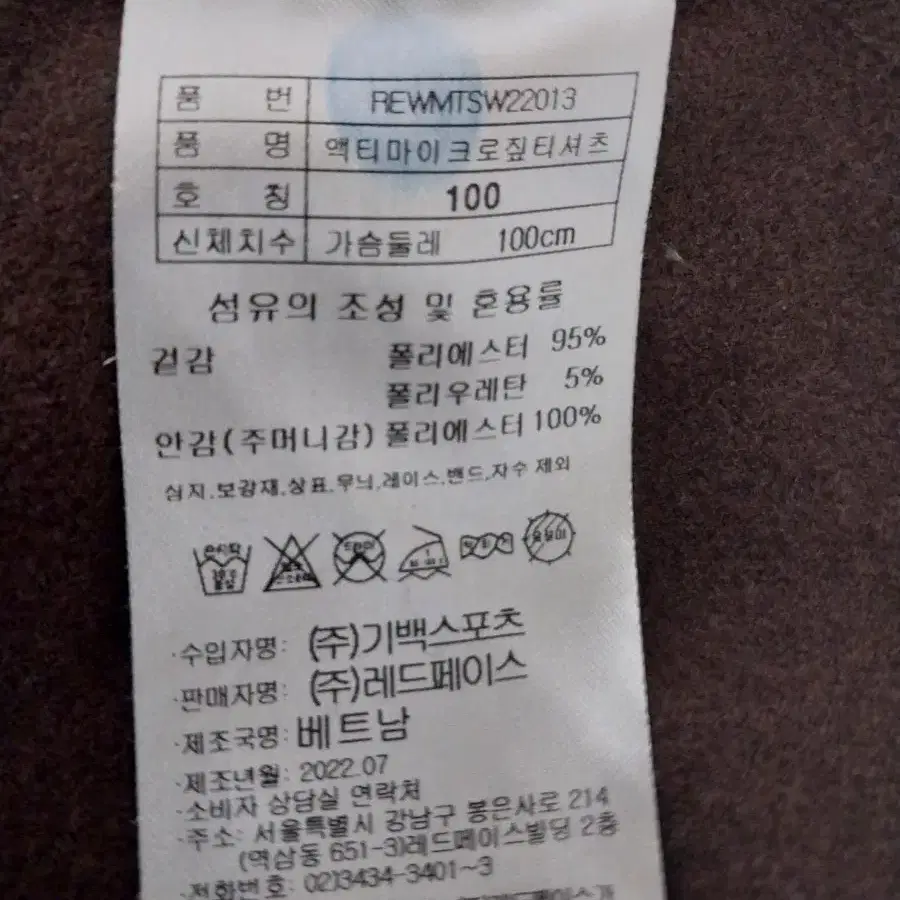 품 번 REWMTSW22013
품 명 액티마이크로짚티셔츠
호 칭 100
신체치수 가슴둘레 100cm
섬유의 조성 및 혼용률
겉감 폴리에스터 95%
폴리우레탄 5%
안감(주머니감) 폴리에스터 100%
심지,보강재,상표,무늬,레이스,밴드,자수 제외
·수입자명: (주)기백스포츠
·판매자명: (주)레드페이스
·제조국명: 베트남
·제조년월: 2022.07
·소비자 상담실 연락처
·주소: 서울특별시 강남구 봉은사로 214
(역삼동 651-3)레드페이스빌딩 2층
·전화번호: 02)3434-3401~3